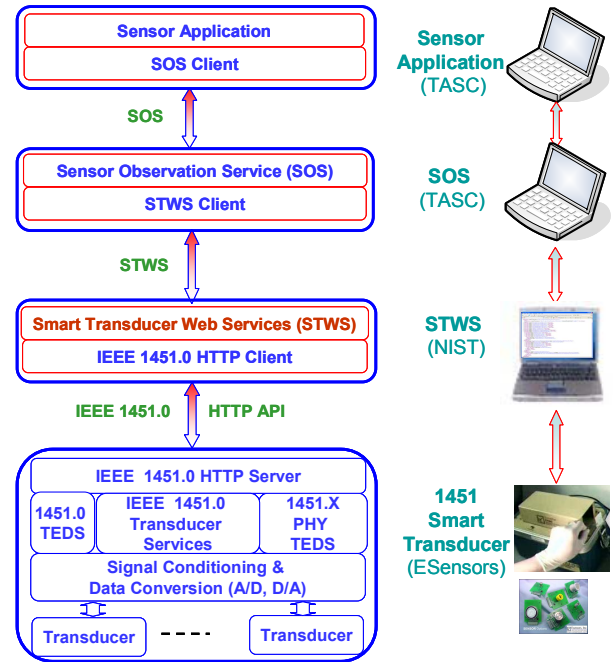 Sensor Application
SOS Client
SOS
Sensor Observation Service (SOS)
STWS Client
STWS
Smart Transducer Web Services (STWS)
IEEE 1451.0 HTTP Client
IEEE 1451.0 HTTP API
IEEE 1451.0 HTTP Server
1451.0
TEDS
IEEE 1451.0
Transducer
Services
1451.X
PHY
TEDS
Signal Conditioning &
Data Conversion (A/D, D/A)
Transducer
Transducer
Sensor
Application
(TASC)
SOS
(TASC)
STWS
(NIST)
1451
Smart
Transducer
(ESensors)